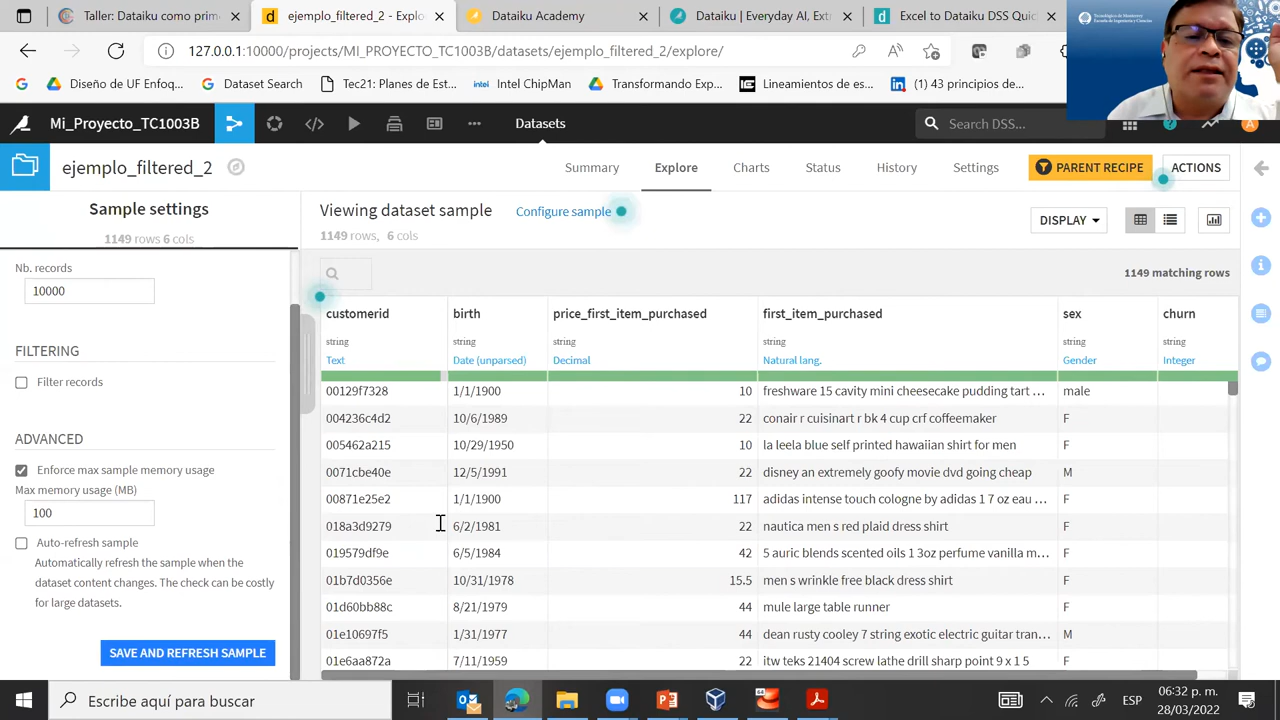 Taller: Dataiku como prim
ejemplo_filtered_2 - Explo
Dataiku Academy
Dataiku | Everyday AI, Ex
Excel to Dataiku DSS Quic
127.0.0.1:10000/projects/MI_PROYECTO_TC1003B/datasets/ejemplo_filtered_2/explore/
Diseño de UF Enfoq...
Dataset Search
Tec21: Planes de Est...
Intel ChipMan
Transformando Expe...
Lineamientos de es...
(1) 43 principios de
Tecnológico de Monterrey
Escuela de Ingeniería y Ciencias
Mi_Proyecto_TC1003B
Datasets
Search DSS...
A
ejemplo_filtered_2
Summary
Explore
Charts
Status
History
Settings
PARENT RECIPE
ACTIONS
Sample settings
1149 rows 6 cols
Nb. records
10000
FILTERING
Filter records
ADVANCED
Enforce max sample memory usage
Max memory usage (MB)
100
Auto-refresh sample
Automatically refresh the sample when the
dataset content changes. The check can be costly
for large datasets.
SAVE AND REFRESH SAMPLE
Viewing dataset sample
Configure sample
1149 rows, 6 cols
DISPLAY
1149 matching rows
customerid birth price_first_item_purchased first_item_purchased sex churn
string string string string string
Text Date (unparsed) Decimal Natural lang. Gender Integer
00129f7328 1/1/1900 10 freshware 15 cavity mini cheesecake pudding tart ... male
004236c4d2 10/6/1989 22 conair r cuisinart r bk 4 cup crf coffeemaker F
005462a215 10/29/1950 10 la leela blue self printed hawaiian shirt for men F
0071cbe40e 12/5/1991 22 disney an extremely goofy movie dvd going cheap M
00871e25e2 1/1/1900 117 adidas intense touch cologne by adidas 1 7 oz eau ... F
018a3d9279 6/2/1981 22 nautica men s red plaid dress shirt F
019579df9e 6/5/1984 42 5 auric blends scented oils 1 3oz perfume vanilla m... F
01b7d0356e 10/31/1978 15.5 men s wrinkle free black dress shirt F
01d60bb88c 8/21/1979 44 mule large table runner F
01e10697f5 1/31/1977 44 dean rusty cooley 7 string exotic electric guitar tran... M
01e6aa872a 7/11/1959 22 itw teks 21404 screw lathe drill sharp point 9 x 1 5 F
Escribe aquí para buscar
ESP
06:32 p. m.
28/03/2022